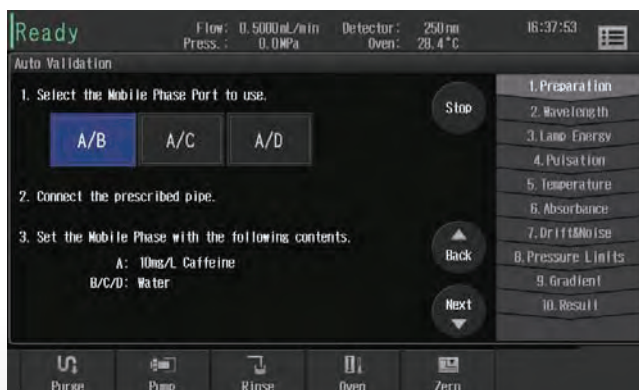 Ready
Flow: 0.5000mL/min
Detector: 250nm
16:37:53
Press.: 0.0MPa
Oven: 28.4°C
Auto Validation
1. Select the Mobile Phase Port to use.
A/B
A/C
A/D
2. Connect the prescribed pipe.
3. Set the Mobile Phase with the following contents.
A: 10mg/L Caffeine
B/C/D: Water
Stop
Back
Next
1.Preparation
2.Wavelength
3.Lamp Energy
4.Pulsation
5.Temperature
6.Absorbance
7.Drift&Noise
8.Pressure Limits
9.Gradient
10.Result
Purge
Pump
Rinse
Oven
Zero